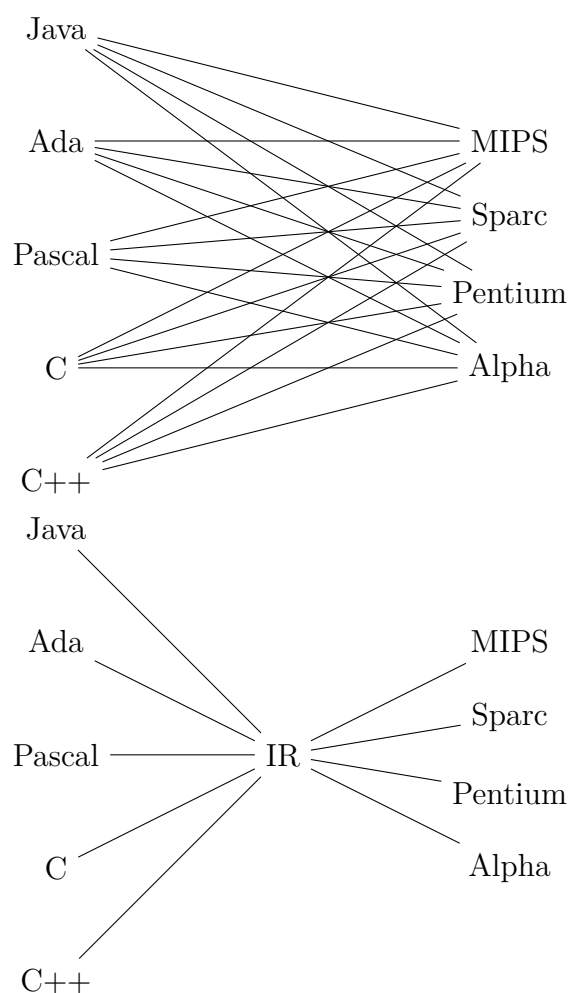 Java
Ada
MIPS
Sparc
Pascal
Pentium
C
Alpha
C++
Java
Ada
MIPS
Sparc
Pascal
IR
Pentium
C
Alpha
C++